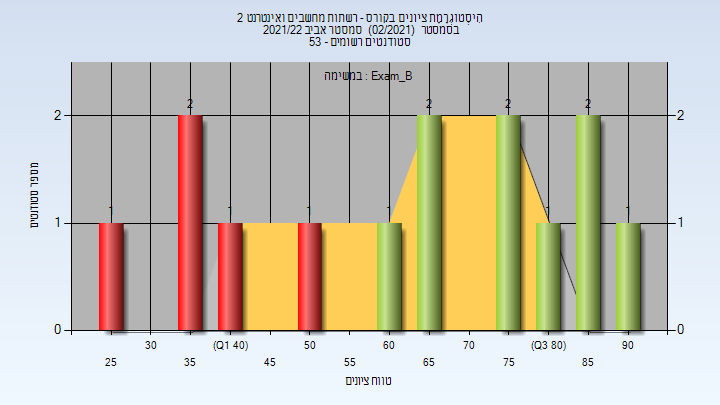 הִיסְטוֹגְרָמַת ציונים בקורס - רשתות מחשבים ואינטרנט 2
בסמסטר (02/2021) סמסטר אביב 2021/22
סטודנטים רשומים - 53
במשימה : Exam_B
מספר סטודנטים
2 2 2 2 2 2
1 1 1 1 1 1 1 1
0 0
25 30 35 (Q1 40) 45 50 55 60 65 70 75 (Q3 80) 85 90
טווח ציונים